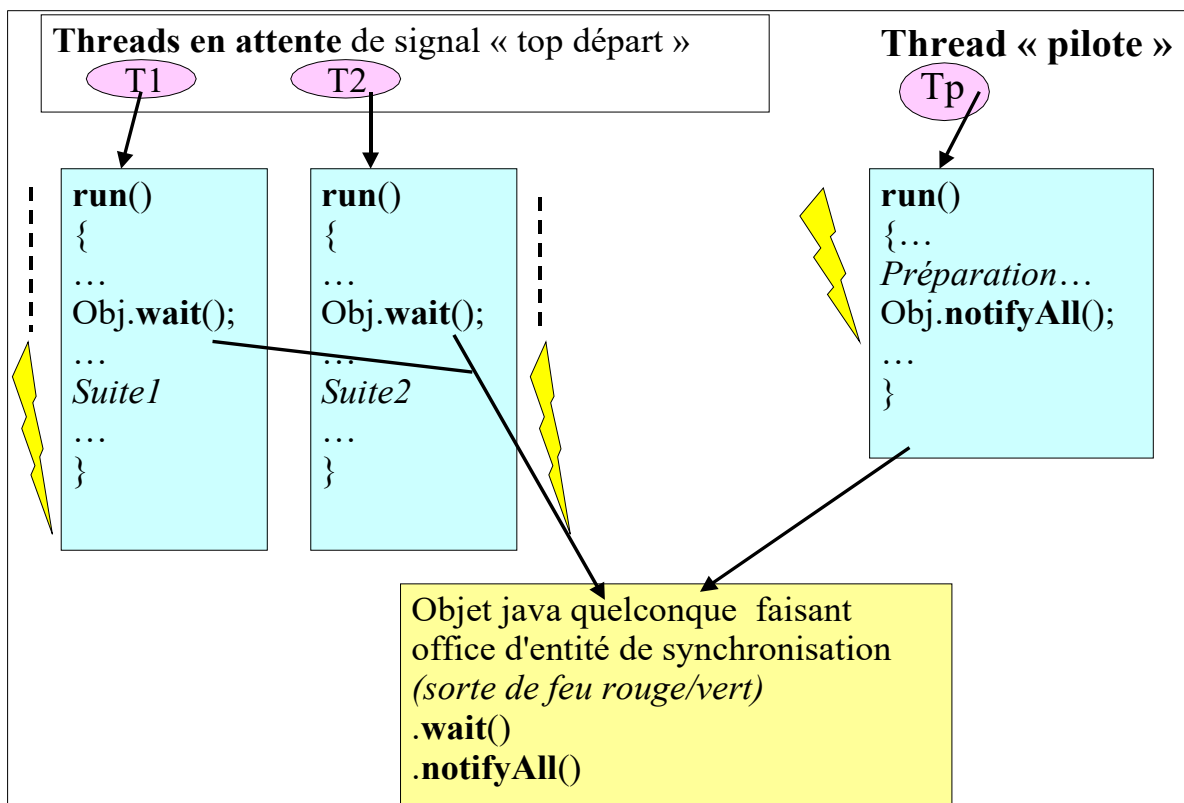 Threads en attente de signal « top départ »
T1
T2
Thread « pilote »
Tp
run()
{
…
Obj.wait();
…
Suite1
…
}
run()
{
…
Obj.wait();
…
Suite2
…
}
run()
{…
Préparation…
Obj.notifyAll();
…
}
Objet java quelconque faisant
office d'entité de synchronisation
(sorte de feu rouge/vert)
.wait()
.notifyAll()